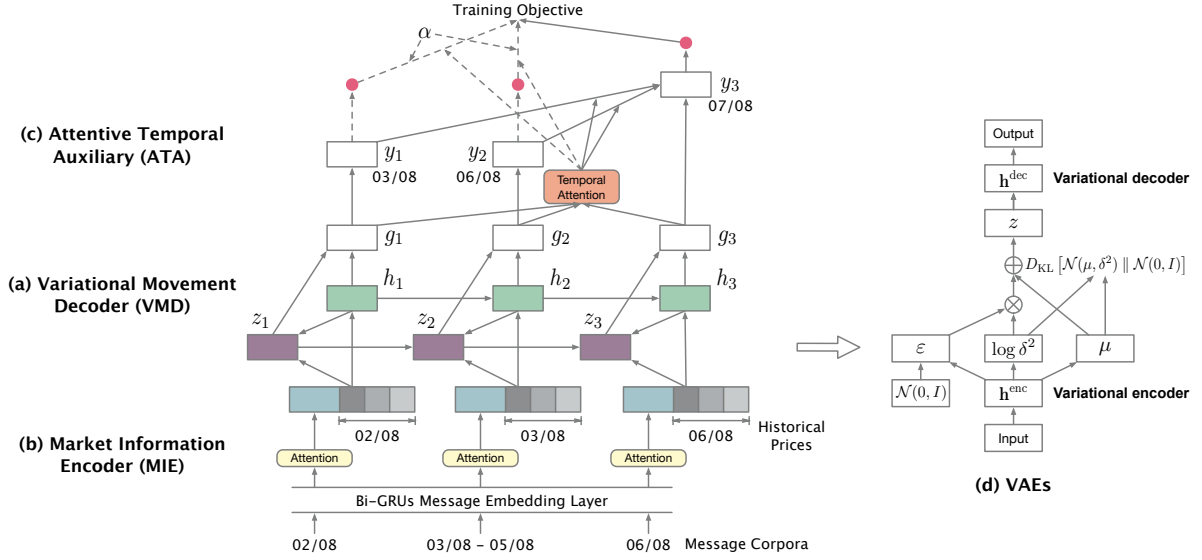 Training Objective
α
y₃
07/08
(c) Attentive Temporal
Auxiliary (ATA)
y₁
03/08
y₂
06/08
Temporal
Attention
g₁
g₂
g₃
(a) Variational Movement
Decoder (VMD)
h₁
h₂
h₃
z₁
z₂
z₃
02/08
03/08
06/08
Historical
Prices
(b) Market Information
Encoder (MIE)
Attention
Attention
Attention
Bi-GRUs Message Embedding Layer
02/08
03/08 - 05/08
06/08
Message Corpora
Output
h^dec
Variational decoder
z
D_KL [N(μ, δ²) ∥ N(0, I)]
ε
log δ²
μ
N(0, I)
h^enc
Variational encoder
Input
(d) VAEs